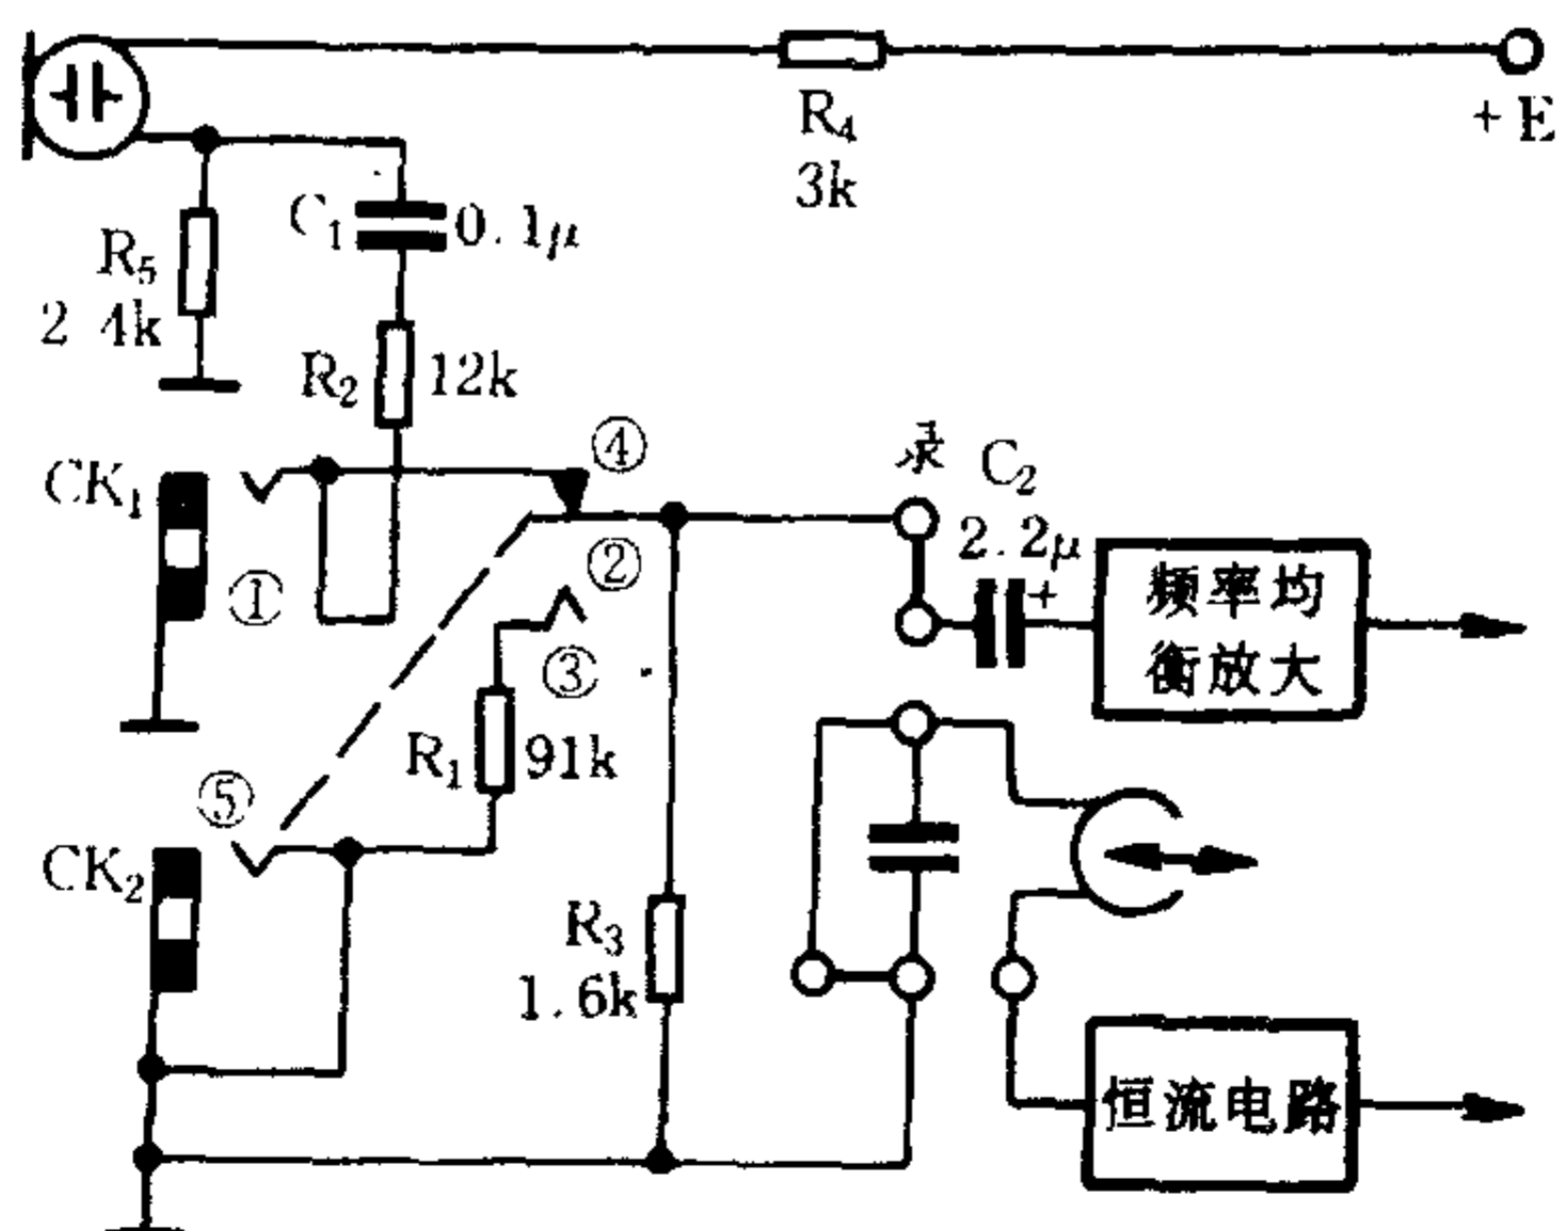 R₄
3k
+ E
C₁
0.1μ
R₅
2 4k
R₂
12k
④
CK₁
录
C₂
2.2μ
+
②
①
③
频率均
衡放大
R₁
91k
⑤
CK₂
R₃
1.6k
恒流电路